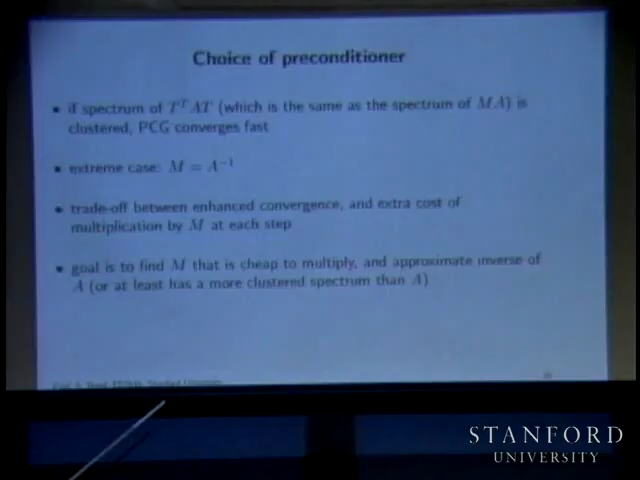 Choice of preconditioner
• if spectrum of T^T AT (which is the same as the spectrum of MA) is
clustered, PCG converges fast
• extreme case: M = A^{-1}
• trade-off between enhanced convergence, and extra cost of
multiplication by M at each step
• goal is to find M that is cheap to multiply, and approximate inverse of
A (or at least has a more clustered spectrum than A)
STANFORD
UNIVERSITY